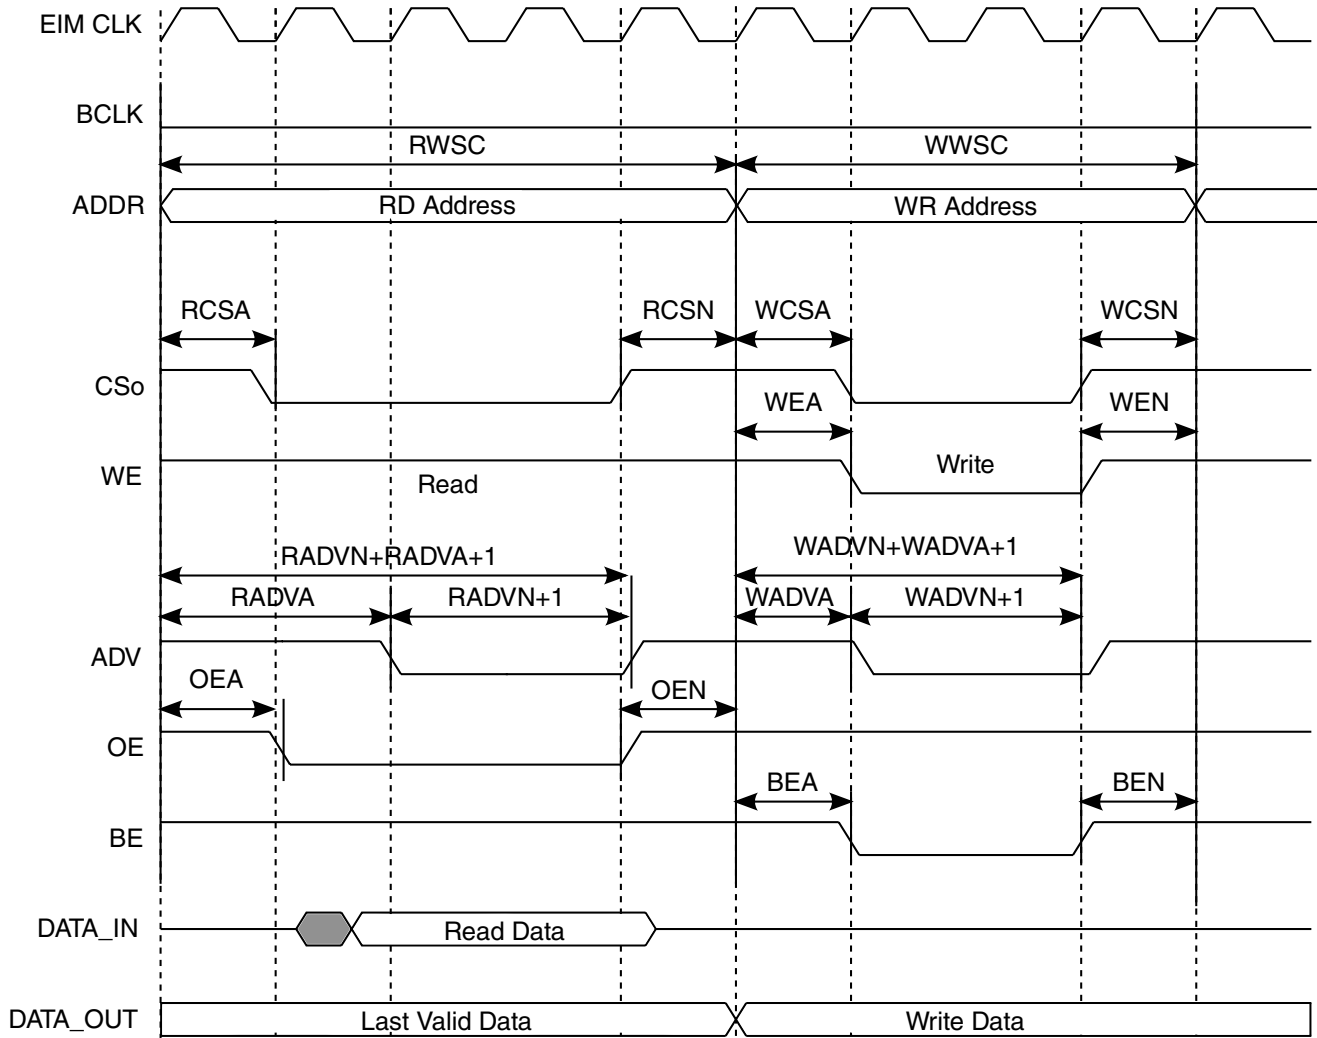 EIM CLK
BCLK
RWSC WWSC
ADDR RD Address WR Address
RCSA RCSN WCSA WCSN
CSo
WEA WEN
WE Read Write
RADVN+RADVA+1 WADVN+WADVA+1
RADVA RADVN+1 WADVA WADVN+1
ADV
OEA OEN
OE
BEA BEN
BE
DATA_IN Read Data
DATA_OUT Last Valid Data Write Data